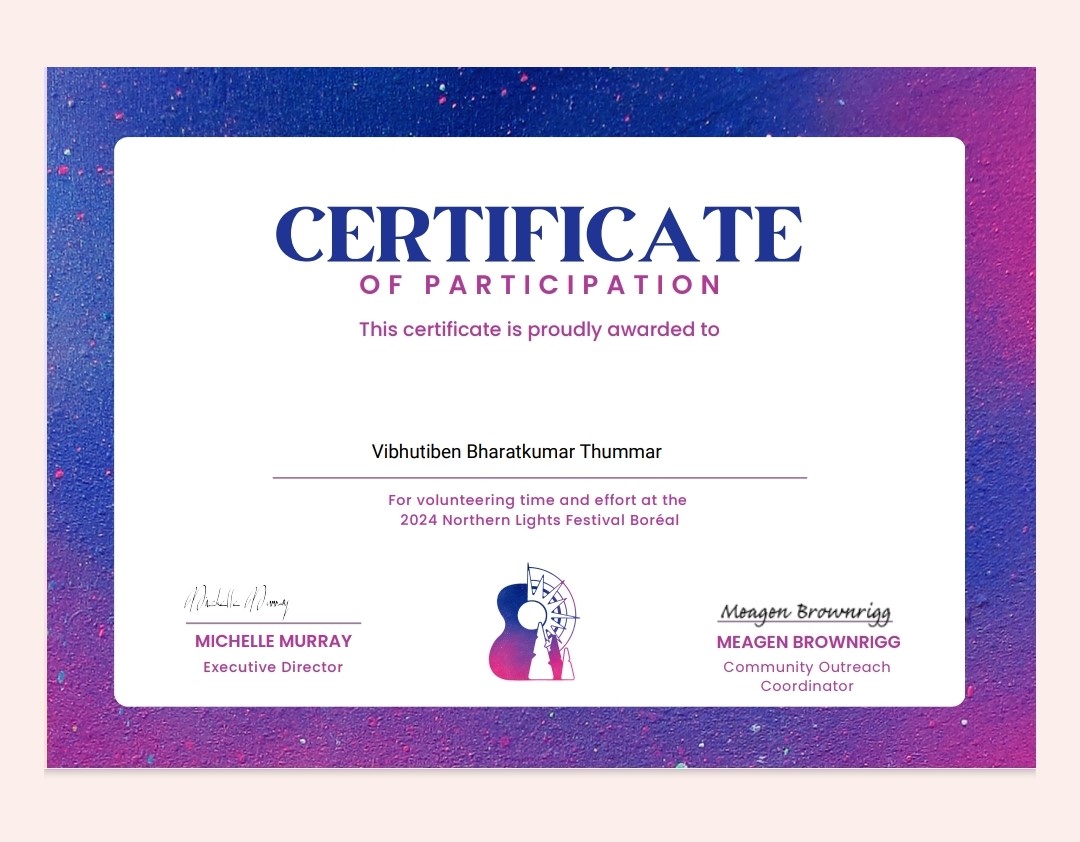 CERTIFICATE
OF PARTICIPATION
This certificate is proudly awarded to
Vibhutiben Bharatkumar Thummar
For volunteering time and effort at the
2024 Northern Lights Festival Boréal
Michelle Murray
MICHELLE MURRAY
Executive Director
Meagen Brownrigg
MEAGEN BROWNRIGG
Community Outreach
Coordinator